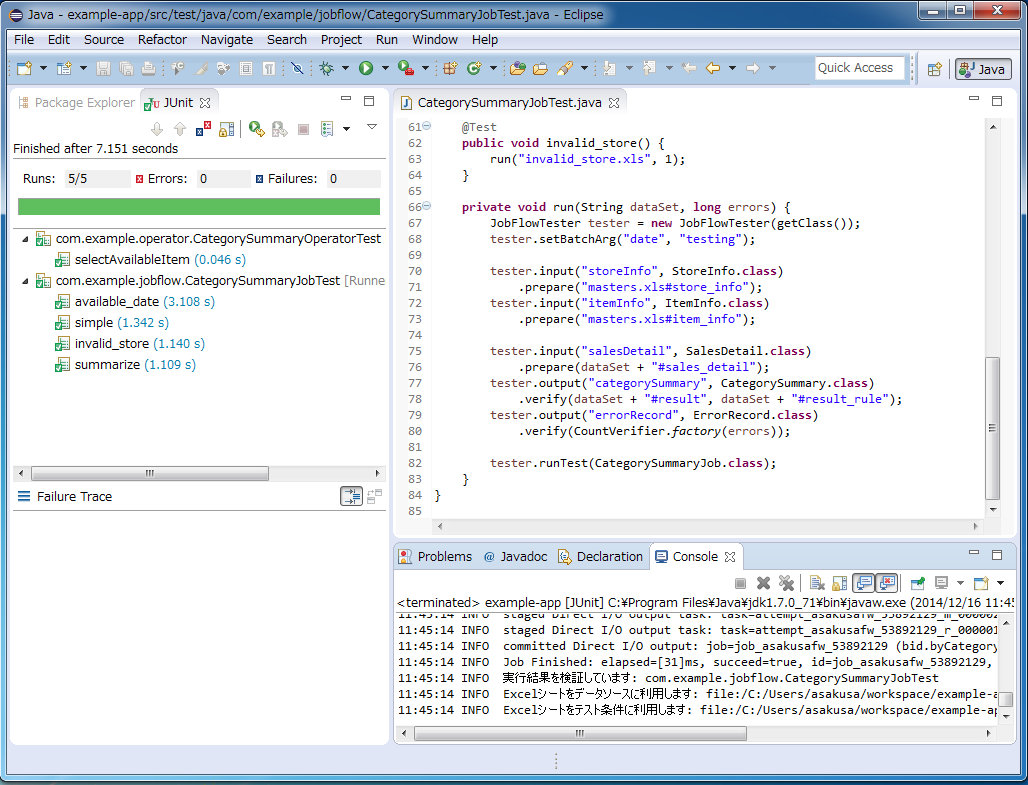 Java - example-app/src/test/java/com/example/jobflow/CategorySummaryJobTest.java - Eclipse
File Edit Source Refactor Navigate Search Project Run Window Help
Quick Access
Java
Package Explorer
JUnit
Finished after 7.151 seconds
Runs: 5/5 Errors: 0 Failures: 0
com.example.operator.CategorySummaryOperatorTest
selectAvailableItem (0.046 s)
com.example.jobflow.CategorySummaryJobTest [Runne
available_date (3.108 s)
simple (1.342 s)
invalid_store (1.140 s)
summarize (1.109 s)
Failure Trace
CategorySummaryJobTest.java
61 @Test
62 public void invalid_store() {
63 run("invalid_store.xls", 1);
64 }
65
66 private void run(String dataSet, long errors) {
67 JobFlowTester tester = new JobFlowTester(getClass());
68 tester.setBatchArg("date", "testing");
69
70 tester.input("storeInfo", StoreInfo.class)
71 .prepare("masters.xls#store_info");
72 tester.input("itemInfo", ItemInfo.class)
73 .prepare("masters.xls#item_info");
74
75 tester.input("salesDetail", SalesDetail.class)
76 .prepare(dataSet + "#sales_detail");
77 tester.output("categorySummary", CategorySummary.class)
78 .verify(dataSet + "#result", dataSet + "#result_rule");
79 tester.output("errorRecord", ErrorRecord.class)
80 .verify(CountVerifier.factory(errors));
81
82 tester.runTest(CategorySummaryJob.class);
83 }
84 }
85
Problems @ Javadoc Declaration Console
<terminated> example-app [JUnit] C:¥Program Files¥Java¥jdk1.7.0_71¥bin¥javaw.exe (2014/12/16 11:45
11:45:14 INFO staged Direct I/O output task: task=attempt_asakusafw_53892129_m_000002
11:45:14 INFO staged Direct I/O output task: task=attempt_asakusafw_53892129_r_000001
11:45:14 INFO committed Direct I/O output: job=job_asakusafw_53892129 (bid.byCategory
11:45:14 INFO Job Finished: elapsed=[31]ms, succeed=true, id=job_asakusafw_53892129,
11:45:14 INFO 実行結果を検証しています: com.example.jobflow.CategorySummaryJobTest
11:45:14 INFO Excelシートをデータソースに利用します: file:/C:/Users/asakusa/workspace/example-a
11:45:14 INFO Excelシートをテスト条件に利用します: file:/C:/Users/asakusa/workspace/example-ap